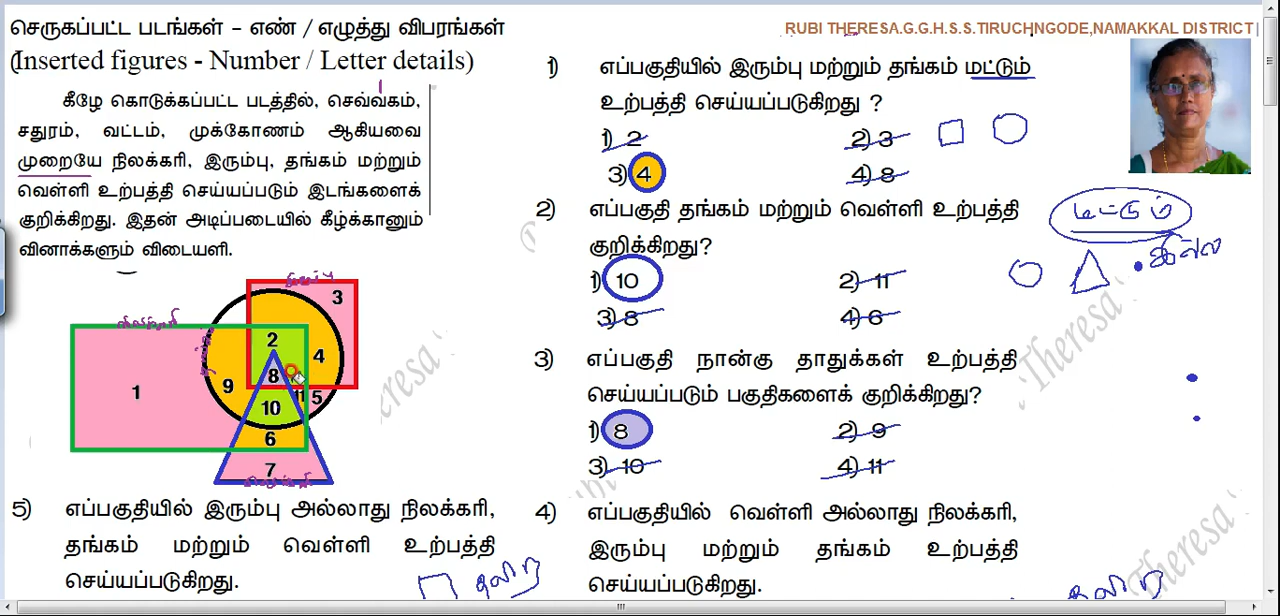 செருகப்பட்ட படங்கள் – எண் / எழுத்து விபரங்கள்
(Inserted figures - Number / Letter details)
கீழே கொடுக்கப்பட்ட படத்தில், செவ்வகம்,
சதுரம், வட்டம், முக்கோணம் ஆகியவை
முறையே நிலக்கரி, இரும்பு, தங்கம் மற்றும்
வெள்ளி உற்பத்தி செய்யப்படும் இடங்களைக்
குறிக்கிறது. இதன் அடிப்படையில் கீழ்க்கானும்
வினாக்களும் விடையளி.
இரும்பு
3
2
4
1
8
9
11 5
10
6
7
5) எப்பகுதியில் இரும்பு அல்லாது நிலக்கரி,
தங்கம் மற்றும் வெள்ளி உற்பத்தி
செய்யப்படுகிறது.
தவிர
RUBI THERESA.G.G.H.S.S.TIRUCHNGODE,NAMAKKAL DISTRICT
1) எப்பகுதியில் இரும்பு மற்றும் தங்கம் மட்டும்
உற்பத்தி செய்யப்படுகிறது ?
1) 2 2) 3
3) 4 4) 8
2) எப்பகுதி தங்கம் மற்றும் வெள்ளி உற்பத்தி
குறிக்கிறது?
1) 10 2) 11
3) 8 4) 6
மட்டும்
இல்லை
3) எப்பகுதி நான்கு தாதுக்கள் உற்பத்தி
செய்யப்படும் பகுதிகளைக் குறிக்கிறது?
1) 8 2) 9
3) 10 4) 11
4) எப்பகுதியில் வெள்ளி அல்லாது நிலக்கரி,
இரும்பு மற்றும் தங்கம் உற்பத்தி
செய்யப்படுகிறது.
தவிர
Theresa
Theresa